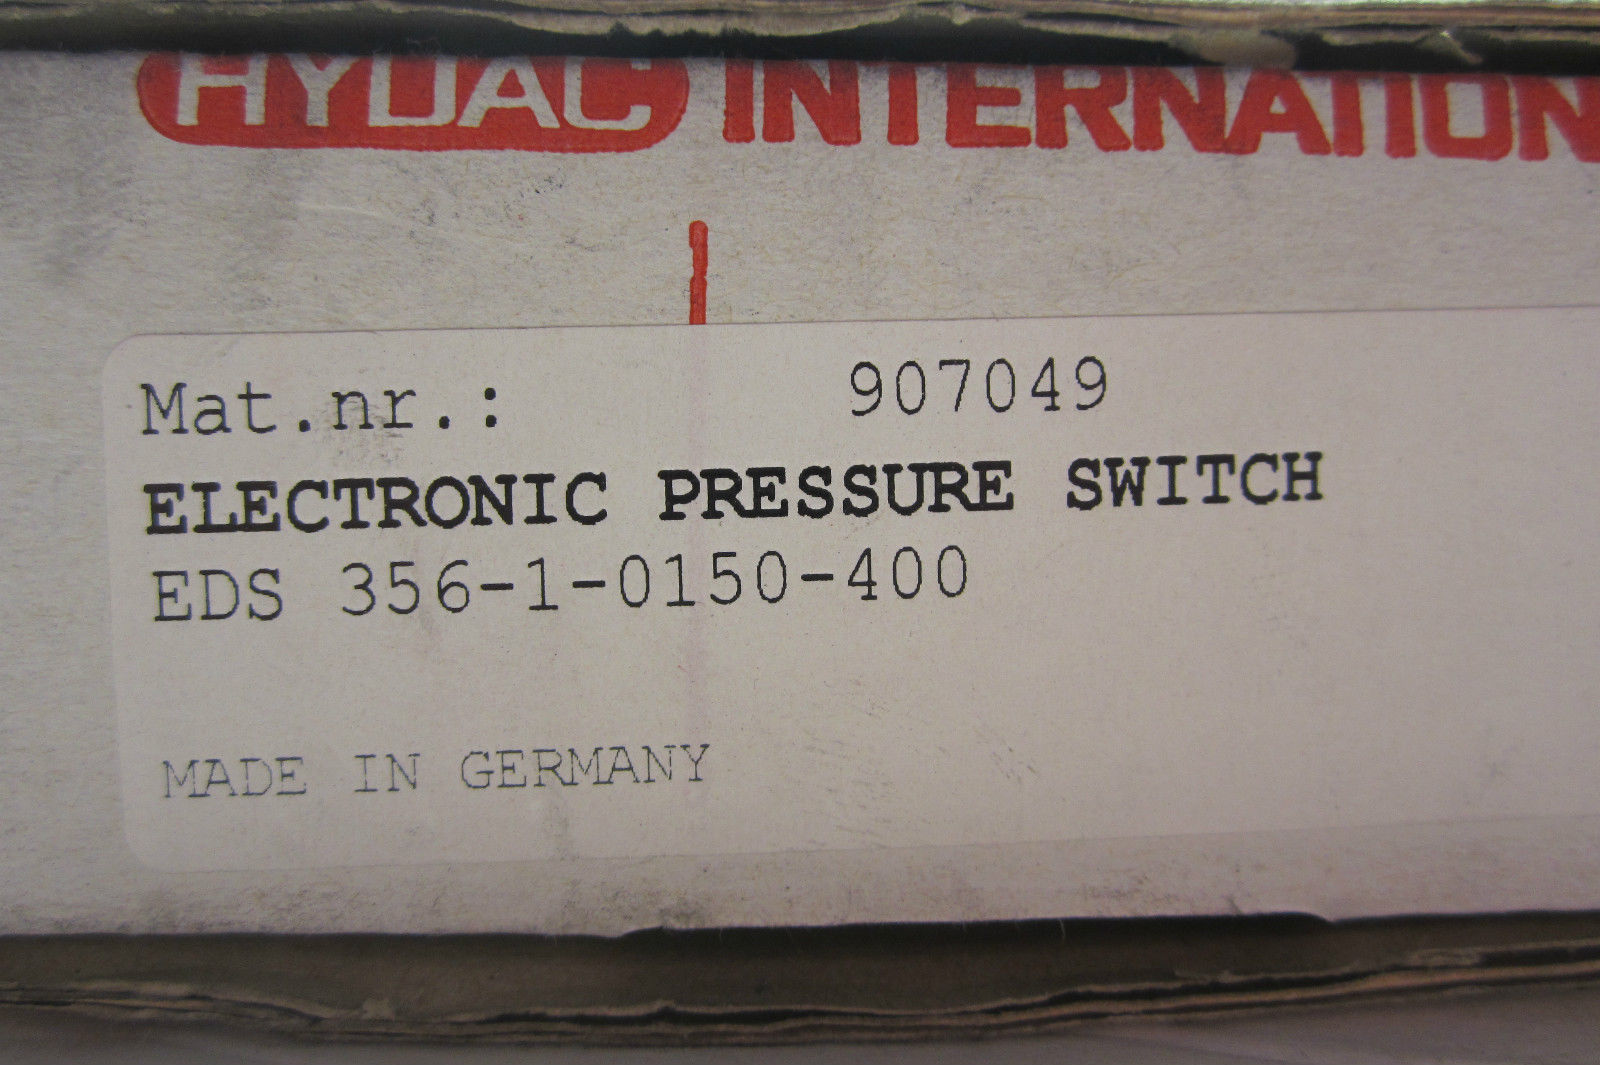 HYDAC INTERNATION
Mat.nr.: 907049
ELECTRONIC PRESSURE SWITCH
EDS 356-1-0150-400
MADE IN GERMANY